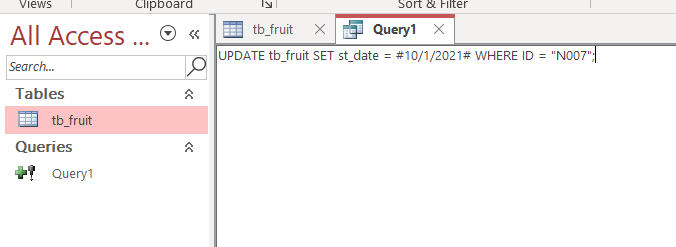 Views
Clipboard
Sort & Filter
All Access ...
Search...
Tables
tb_fruit
Queries
Query1
tb_fruit
Query1
UPDATE tb_fruit SET st_date = #10/1/2021# WHERE ID = "N007";